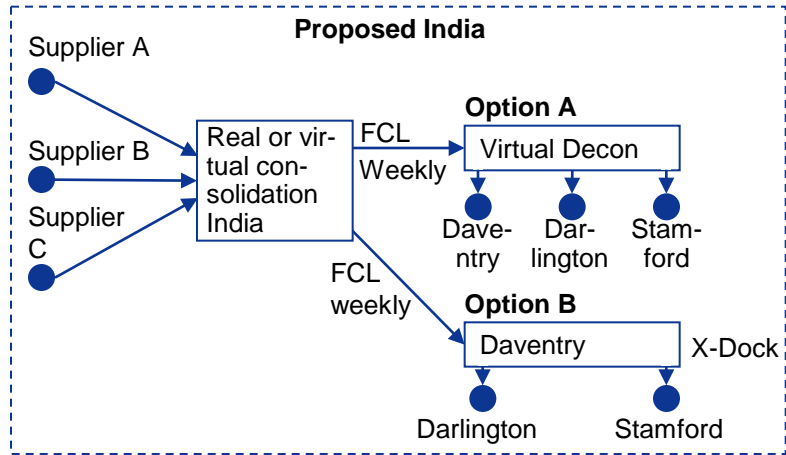 Proposed India
Supplier A
Supplier B
Supplier
C
Real or vir-
tual con-
solidation
India
FCL
Weekly
FCL
weekly
Option A
Virtual Decon
Dave-
ntry
Dar-
lington
Stam-
ford
Option B
Daventry
X-Dock
Darlington
Stamford